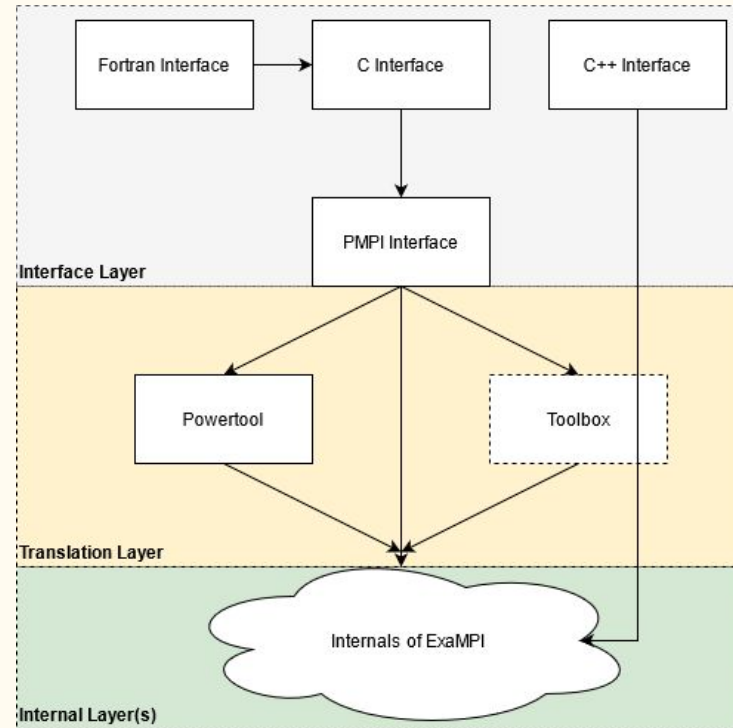 Fortran Interface
C Interface
C++ Interface
PMPI Interface
Interface Layer
Powertool
Toolbox
Translation Layer
Internals of ExaMPI
Internal Layer(s)